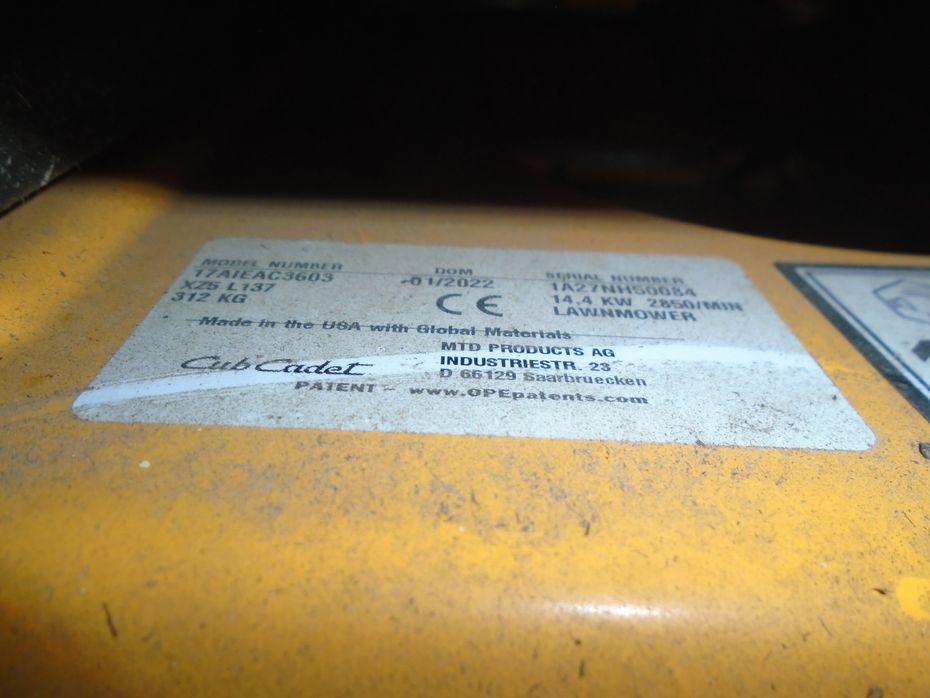 MODEL NUMBER DOM SERIAL NUMBER
17AIEAC3603 01/2022 1A27NH50684
XZ5 L137 14,4 KW 2850/MIN
312 KG CE LAWNMOWER
Made in the USA with Global Materials
MTD PRODUCTS AG
Cub Cadet INDUSTRIESTR. 23
D 66129 Saarbruecken
PATENT – www.OPEpatents.com